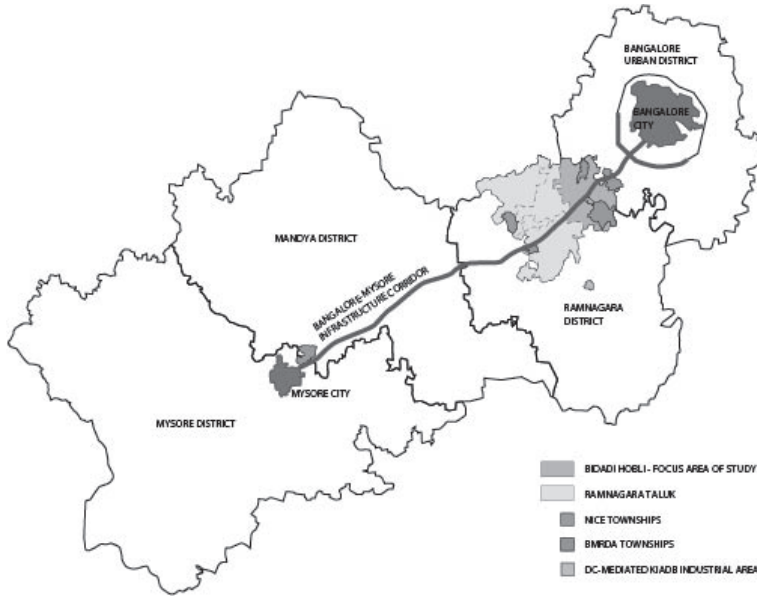 BANGALORE
URBAN DISTRICT
BANGALORE
CITY
MANDYA DISTRICT
BANGALORE-MYSORE
INFRASTRUCTURE CORRIDOR
RAMNAGARA
DISTRICT
MYSORE CITY
MYSORE DISTRICT
BIDADI HOBLI - FOCUS AREA OF STUDY
RAMNAGARA TALUK
NICE TOWNSHIPS
BMRDA TOWNSHIPS
DC-MEDIATED KIADB INDUSTRIAL AREA